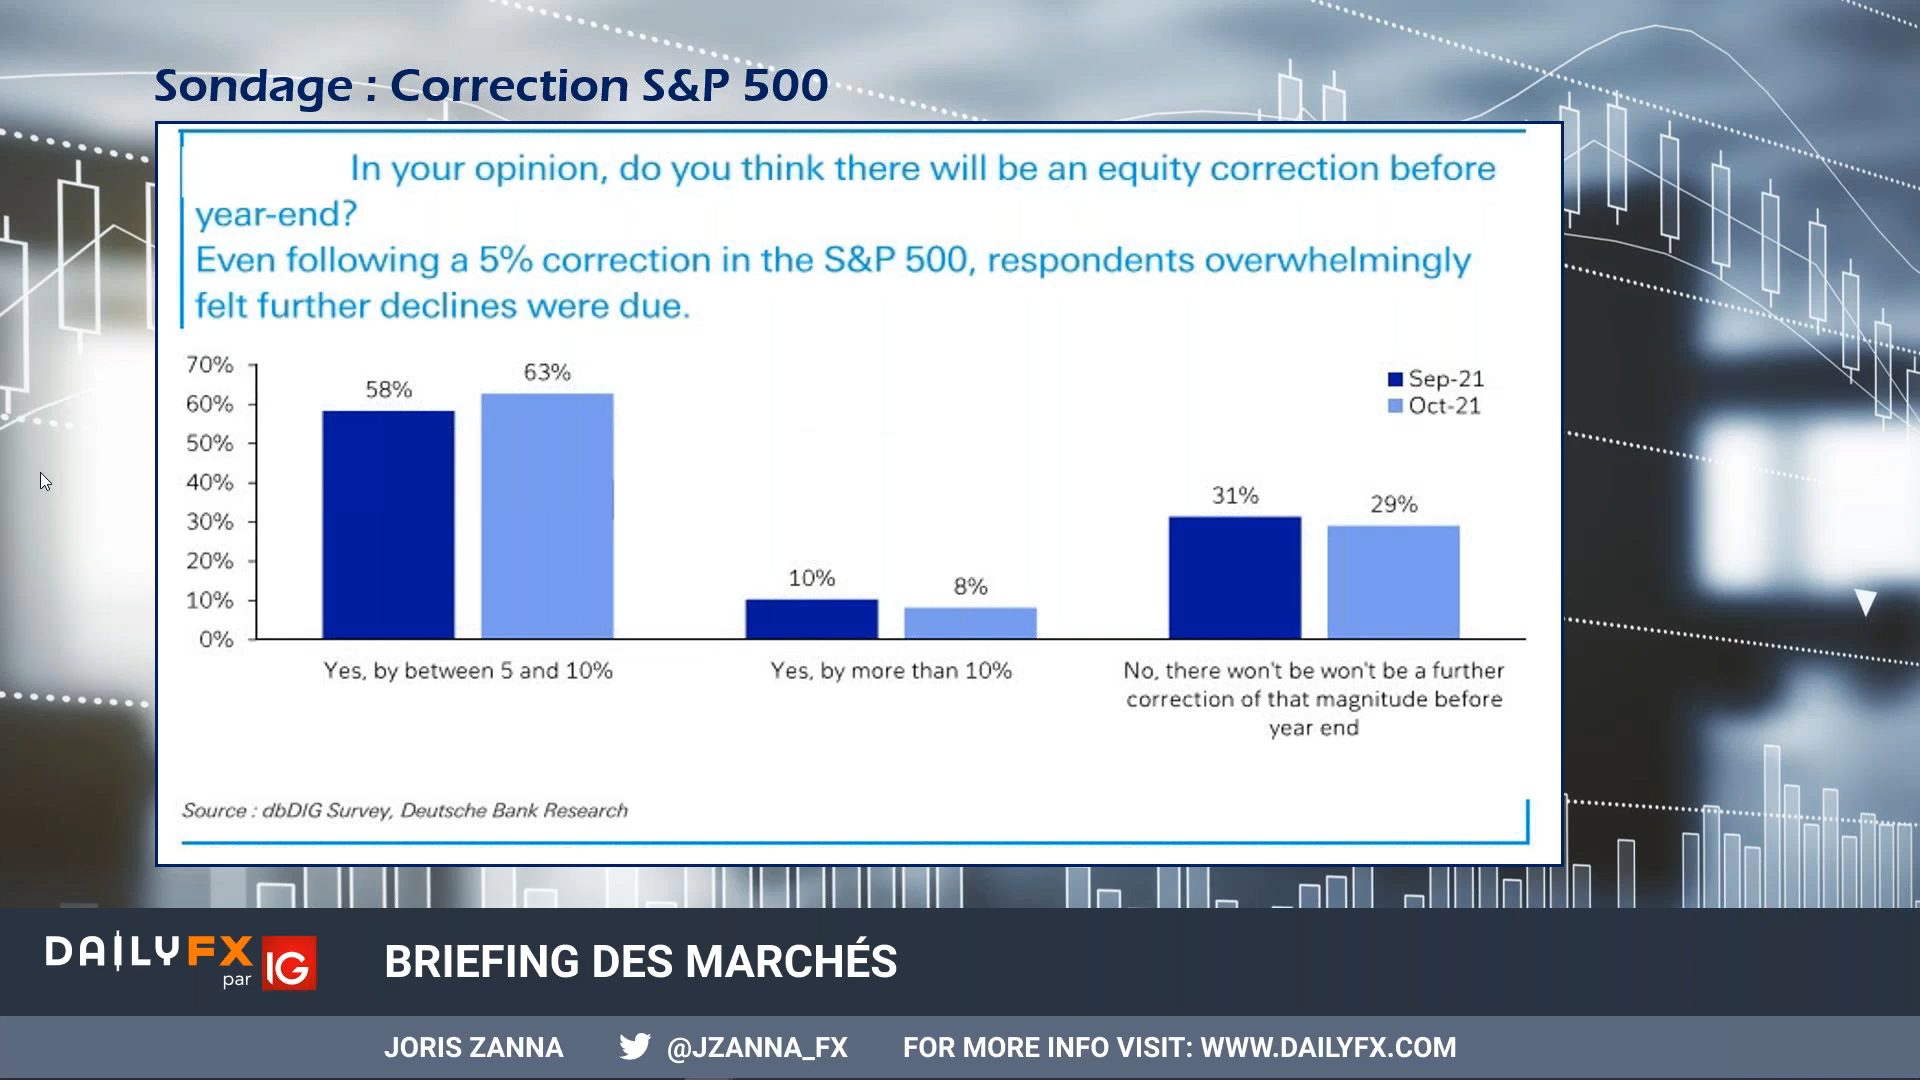 Sondage : Correction S&P 500
In your opinion, do you think there will be an equity correction before
year-end?
Even following a 5% correction in the S&P 500, respondents overwhelmingly
felt further declines were due.
70%
60%
50%
40%
30%
20%
10%
0%
58%
63%
10%
8%
31%
29%
Sep-21
Oct-21
Yes, by between 5 and 10%
Yes, by more than 10%
No, there won't be won't be a further
correction of that magnitude before
year end
Source : dbDIG Survey, Deutsche Bank Research
DAILYFX
par IG
BRIEFING DES MARCHÉS
JORIS ZANNA @JZANNA_FX FOR MORE INFO VISIT: WWW.DAILYFX.COM